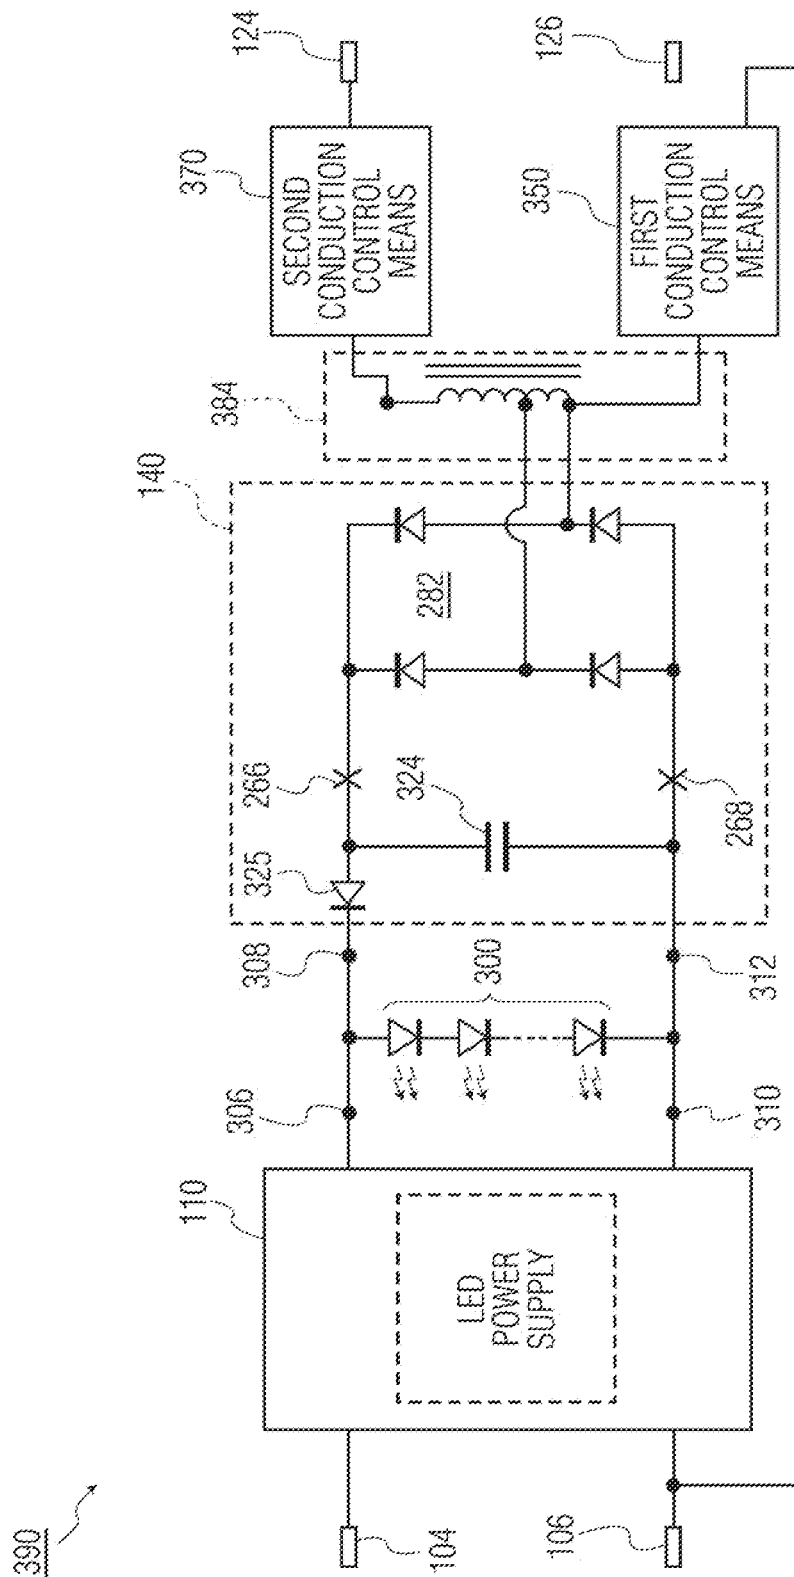 390
104
106
110
LED
POWER
SUPPLY
306
310
300
308
312
325
324
266
268
282
140
384
370
SECOND
CONDUCTION
CONTROL
MEANS
350
FIRST
CONDUCTION
CONTROL
MEANS
124
126